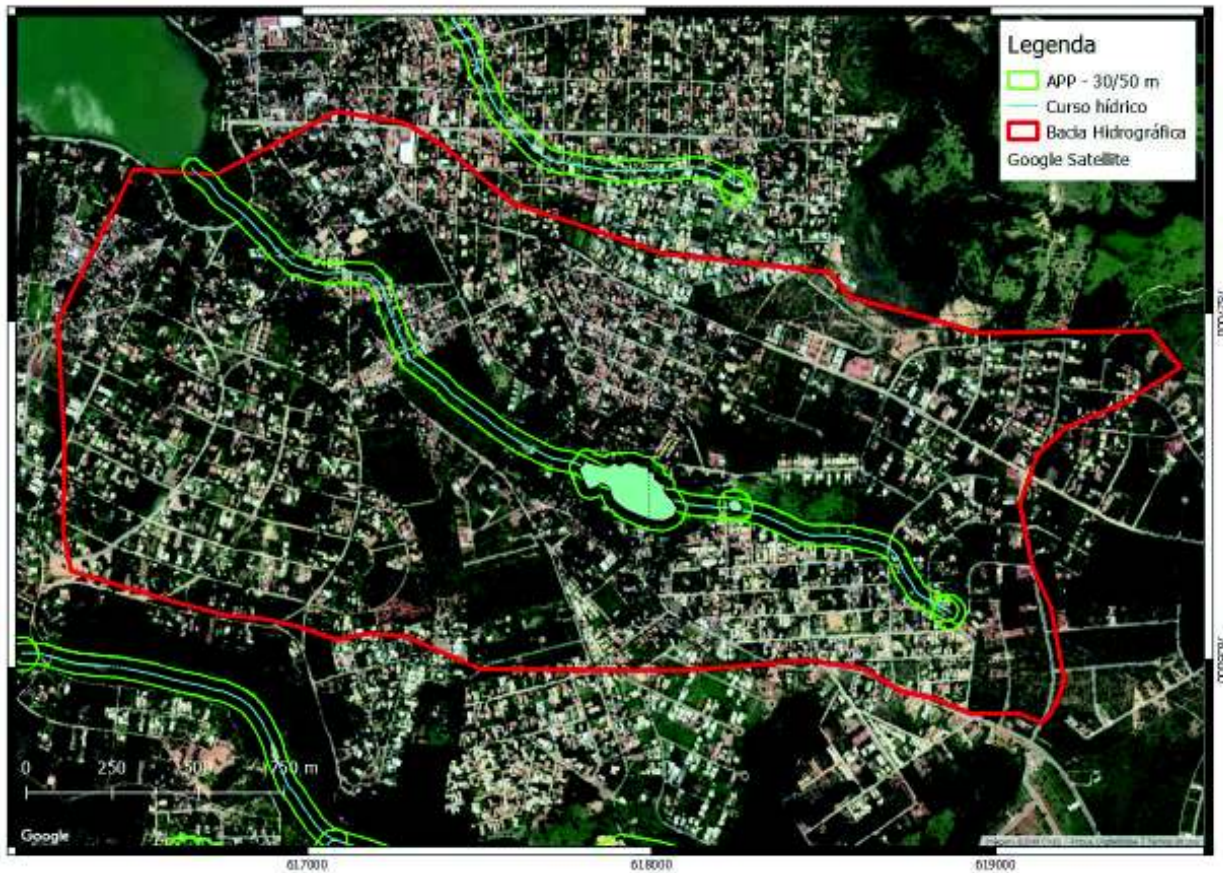 Legenda
APP - 30/50 m
Curso hídrico
Bacia Hidrográfica
Google Satellite
0 250 500 750 m
Google
617000 618000 619000